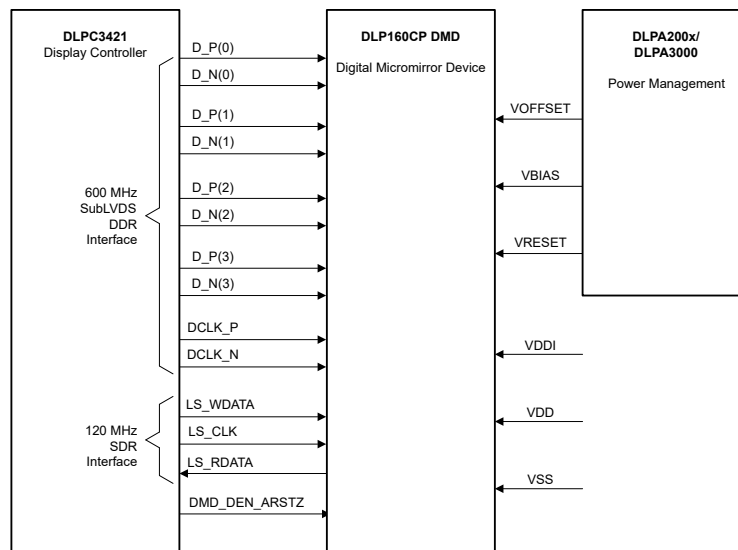 DLPC3421
Display Controller
600 MHz
SubLVDS
DDR
Interface
120 MHz
SDR
Interface
D_P(0)
D_N(0)
D_P(1)
D_N(1)
D_P(2)
D_N(2)
D_P(3)
D_N(3)
DCLK_P
DCLK_N
LS_WDATA
LS_CLK
LS_RDATA
DMD_DEN_ARSTZ
DLP160CP DMD
Digital Micromirror Device
VOFFSET
VBIAS
VRESET
VDDI
VDD
VSS
DLPA200x/
DLPA3000
Power Management